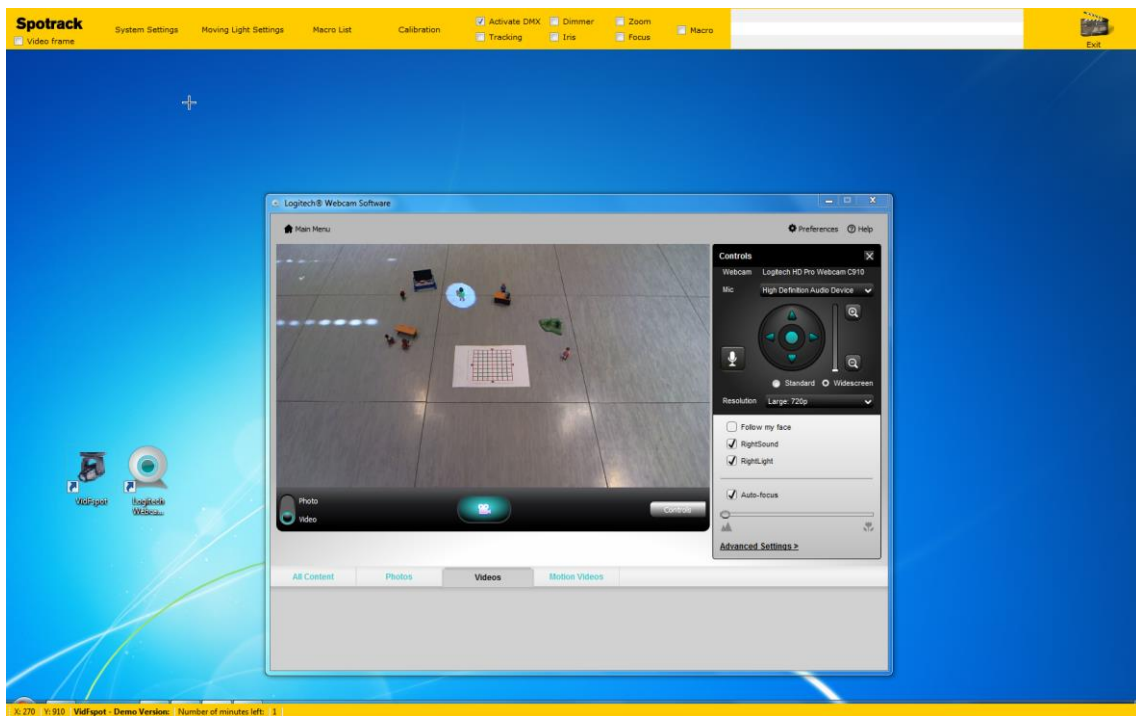 Spotrack
Video frame
System Settings
Moving Light Settings
Macro List
Calibration
Activate DMX
Dimmer
Zoom
Tracking
Iris
Focus
Macro
Exit
Logitech® Webcam Software
Main Menu
Preferences
Help
Controls
Webcam Logitech HD Pro Webcam C910
Mic High Definition Audio Device
Standard Widescreen
Resolution Large: 720p
Follow my face
RightSound
RightLight
Auto-focus
Advanced Settings >
Photo
Video
Controls
VidFspot
Logitech
Webca...
All Content
Photos
Videos
Motion Videos
X: 270 Y: 910 VidFspot - Demo Version: Number of minutes left: 1